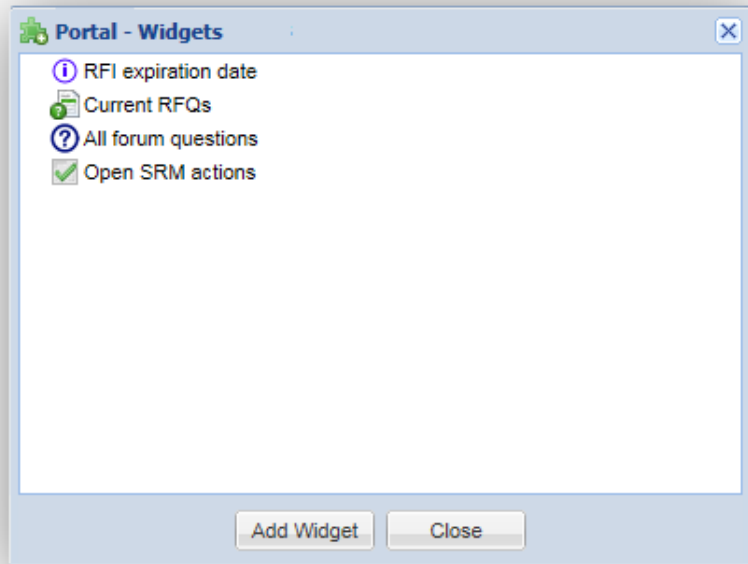 Portal - Widgets
RFI expiration date
Current RFQs
All forum questions
Open SRM actions
Add Widget Close